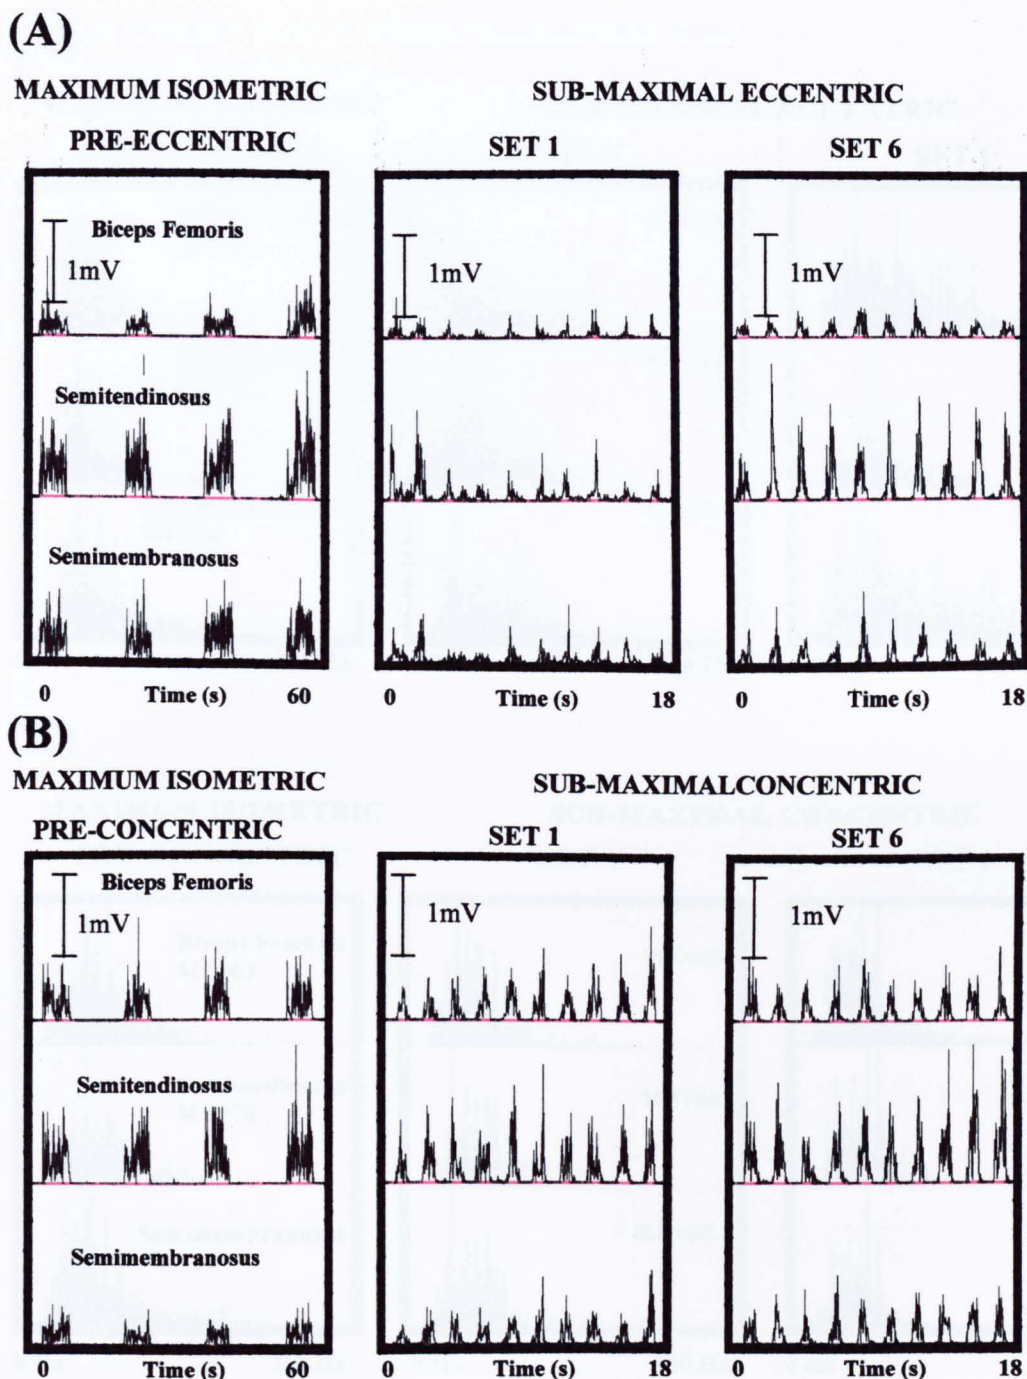 (A)
MAXIMUM ISOMETRIC
SUB-MAXIMAL ECCENTRIC
PRE-ECCENTRIC
SET 1
SET 6
Biceps Femoris
1mV
1mV
1mV
Semitendinosus
Semimembranosus
0 Time (s) 60
0 Time (s) 18
0 Time (s) 18
(B)
MAXIMUM ISOMETRIC
SUB-MAXIMALCONCENTRIC
PRE-CONCENTRIC
SET 1
SET 6
Biceps Femoris
1mV
1mV
1mV
Semitendinosus
Semimembranosus
0 Time (s) 60
0 Time (s) 18
0 Time (s) 18